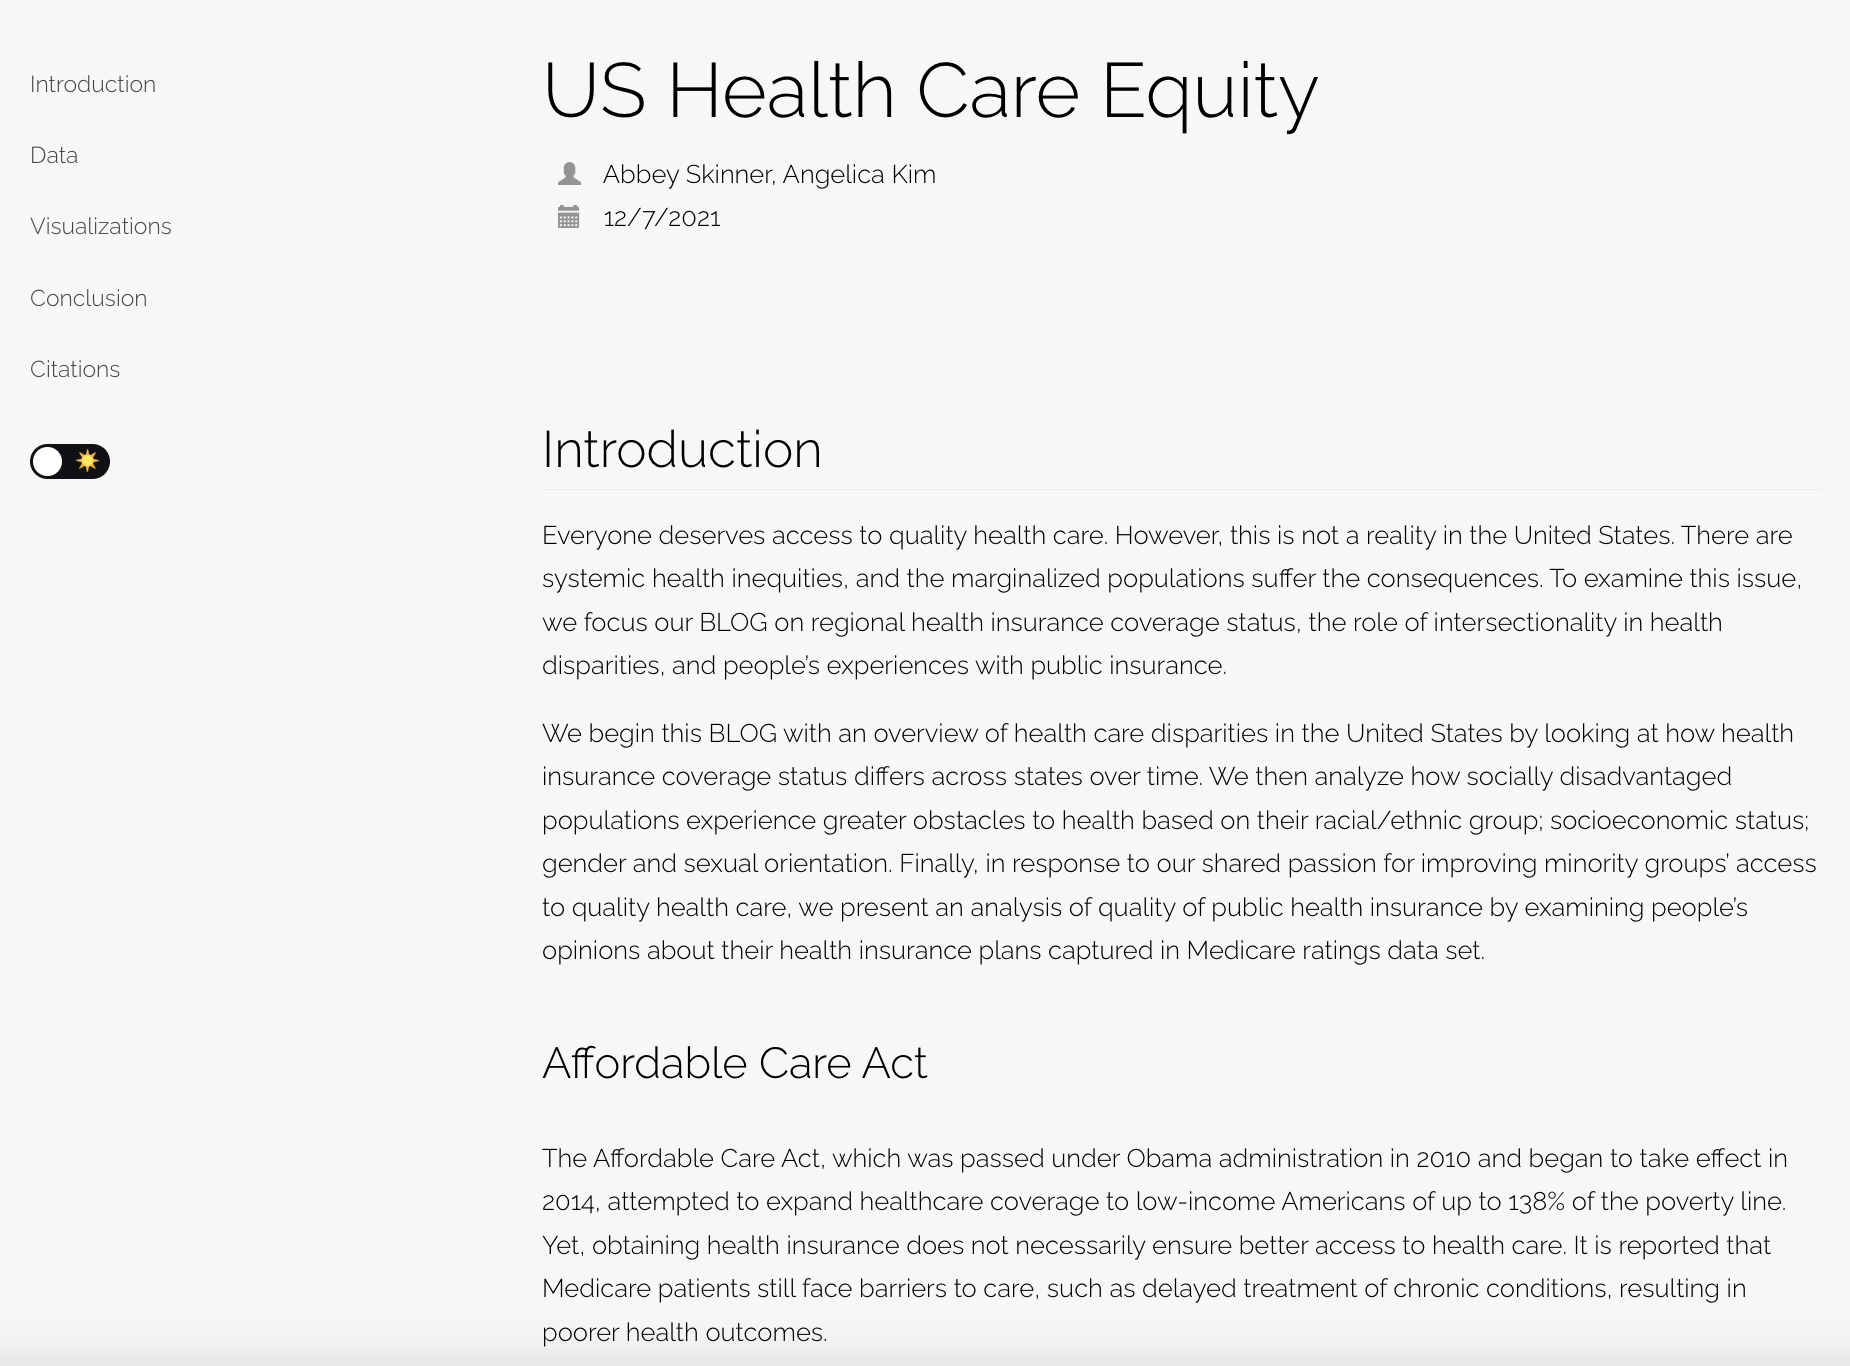 Introduction
Data
Visualizations
Conclusion
Citations
US Health Care Equity
Abbey Skinner, Angelica Kim
12/7/2021
Introduction
Everyone deserves access to quality health care. However, this is not a reality in the United States. There are
systemic health inequities, and the marginalized populations suffer the consequences. To examine this issue,
we focus our BLOG on regional health insurance coverage status, the role of intersectionality in health
disparities, and people's experiences with public insurance.
We begin this BLOG with an overview of health care disparities in the United States by looking at how health
insurance coverage status differs across states over time. We then analyze how socially disadvantaged
populations experience greater obstacles to health based on their racial/ethnic group; socioeconomic status;
gender and sexual orientation. Finally, in response to our shared passion for improving minority groups' access
to quality health care, we present an analysis of quality of public health insurance by examining people's
opinions about their health insurance plans captured in Medicare ratings data set.
Affordable Care Act
The Affordable Care Act, which was passed under Obama administration in 2010 and began to take effect in
2014, attempted to expand healthcare coverage to low-income Americans of up to 138% of the poverty line.
Yet, obtaining health insurance does not necessarily ensure better access to health care. It is reported that
Medicare patients still face barriers to care, such as delayed treatment of chronic conditions, resulting in
poorer health outcomes.